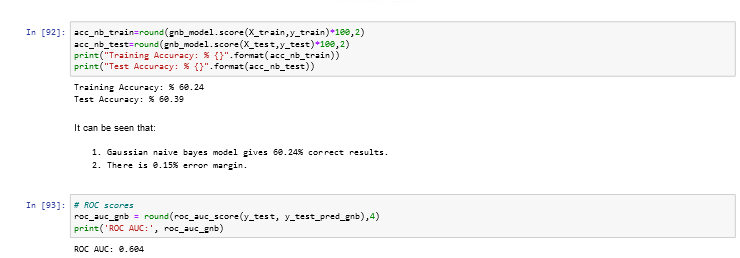 In [92]: acc_nb_train=round(gnb_model.score(X_train,y_train)*100,2)
acc_nb_test=round(gnb_model.score(X_test,y_test)*100,2)
print("Training Accuracy: % {}".format(acc_nb_train))
print("Test Accuracy: % {}".format(acc_nb_test))
Training Accuracy: % 60.24
Test Accuracy: % 60.39
It can be seen that:
1. Gaussian naive bayes model gives 60.24% correct results.
2. There is 0.15% error margin.
In [93]: # ROC scores
roc_auc_gnb = round(roc_auc_score(y_test, y_test_pred_gnb),4)
print('ROC AUC:', roc_auc_gnb)
ROC AUC: 0.604